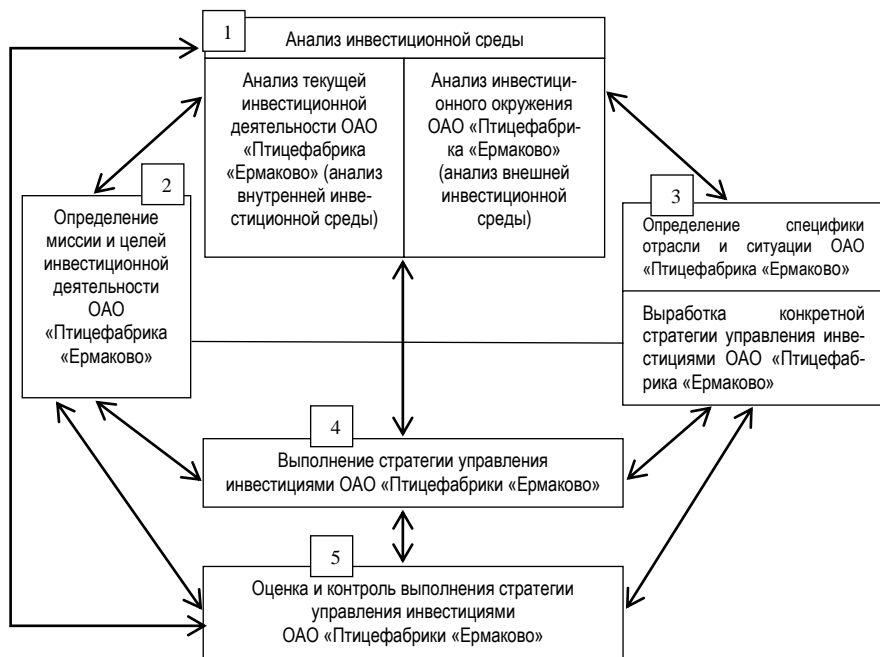 1
Анализ инвестиционной среды
Анализ текущей
инвестиционной
деятельности ОАО
«Птицефабрика
«Ермаково» (анализ
внутренней инве-
стиционной среды)
Анализ инвестици-
онного окружения
ОАО «Птицефабри-
ка «Ермаково»
(анализ внешней
инвестиционной
среды)
2
Определение
миссии и целей
инвестиционной
деятельности
ОАО
«Птицефабрика
«Ермаково»
3
Определение специфики
отрасли и ситуации ОАО
«Птицефабрика «Ермаково»
Выработка конкретной
стратегии управления инве-
стициями ОАО «Птицефаб-
рика «Ермаково»
4
Выполнение стратегии управления
инвестициями ОАО «Птицефабрики «Ермаково»
5
Оценка и контроль выполнения стратегии
управления инвестициями
ОАО «Птицефабрики «Ермаково»